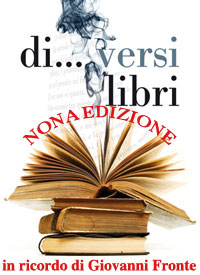 di... versi
libri
NONA EDIZIONE
in ricordo di Giovanni Fronte